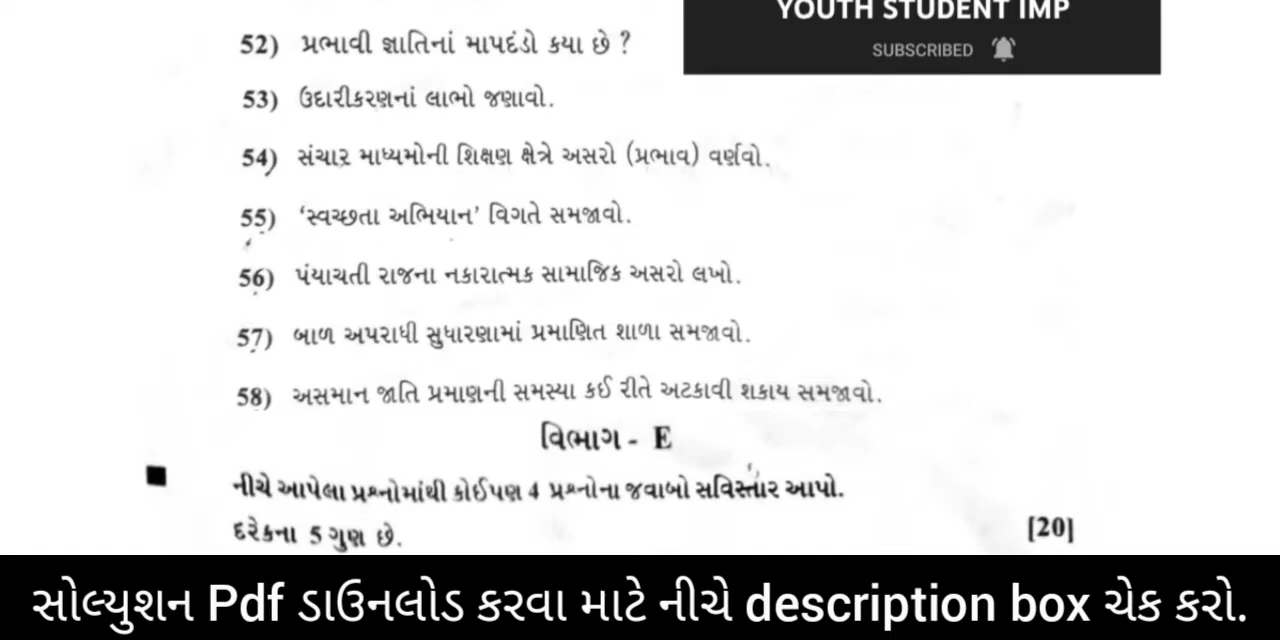 YOUTH STUDENT IMP
SUBSCRIBED
52) પ્રભાવી જ્ઞાતિનાં માપદંડો કયા છે ?
53) ઉદારીકરણનાં લાભો જણાવો.
54) સંચાર માધ્યમોની શિક્ષણ ક્ષેત્રે અસરો (પ્રભાવ) વર્ણવો.
55) ‘સ્વચ્છતા અભિયાન’ વિગતે સમજાવો.
56) પંચાયતી રાજના નકારાત્મક સામાજિક અસરો લખો.
57) બાળ અપરાધી સુધારણામાં પ્રમાણિત શાળા સમજાવો.
58) અસમાન જાતિ પ્રમાણની સમસ્યા કઈ રીતે અટકાવી શકાય સમજાવો.
વિભાગ - E
નીચે આપેલા પ્રશ્નોમાંથી કોઈપણ 4 પ્રશ્નોના જવાબો સવિસ્તાર આપો.
દરેકના 5 ગુણ છે. [20]
સોલ્યુશન Pdf ડાઉનલોડ કરવા માટે નીચે description box ચેક કરો.